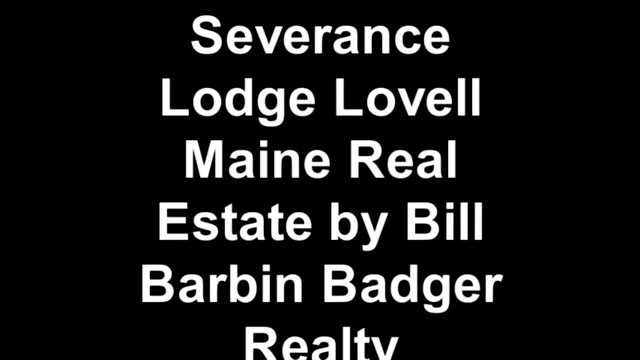 Severance
Lodge Lovell
Maine Real
Estate by Bill
Barbin Badger
Realty